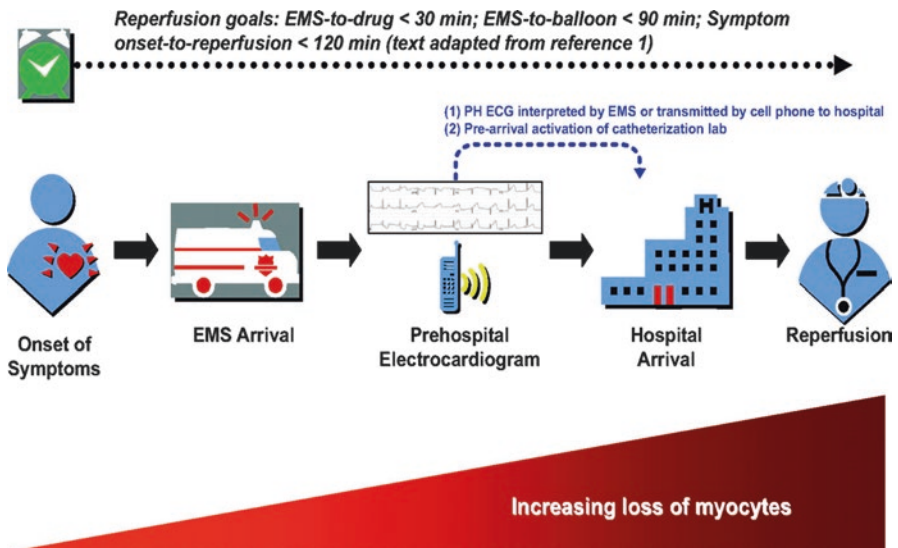 Reperfusion goals: EMS-to-drug < 30 min; EMS-to-balloon < 90 min; Symptom
onset-to-reperfusion < 120 min (text adapted from reference 1)
(1) PH ECG interpreted by EMS or transmitted by cell phone to hospital
(2) Pre-arrival activation of catheterization lab
H
Onset of
Symptoms
EMS Arrival
Prehospital
Electrocardiogram
Hospital
Arrival
Reperfusion
Increasing loss of myocytes